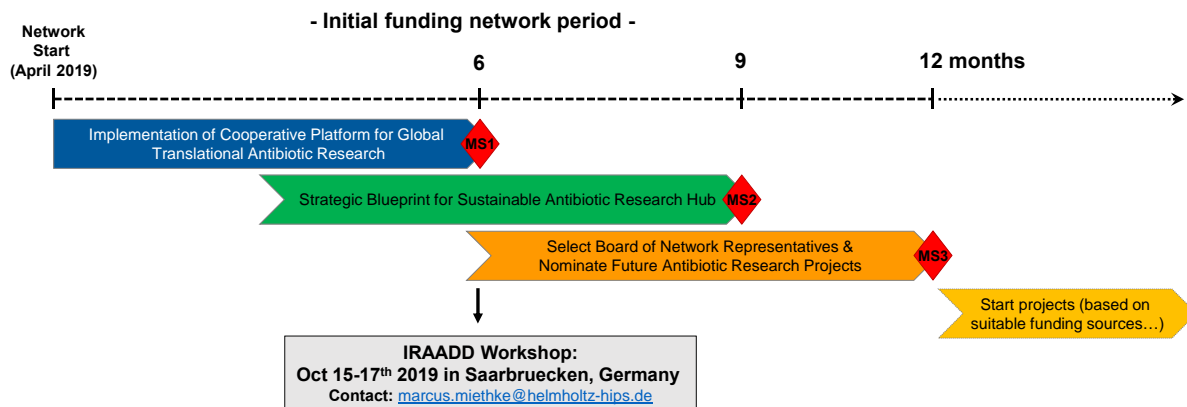 - Initial funding network period -
Network
Start
(April 2019)
6
9
12 months
Implementation of Cooperative Platform for Global
Translational Antibiotic Research
MS1
Strategic Blueprint for Sustainable Antibiotic Research Hub
MS2
Select Board of Network Representatives &
Nominate Future Antibiotic Research Projects
MS3
Start projects (based on
suitable funding sources…)
IRAADD Workshop:
Oct 15-17th 2019 in Saarbruecken, Germany
Contact: marcus.miethke@helmholtz-hips.de